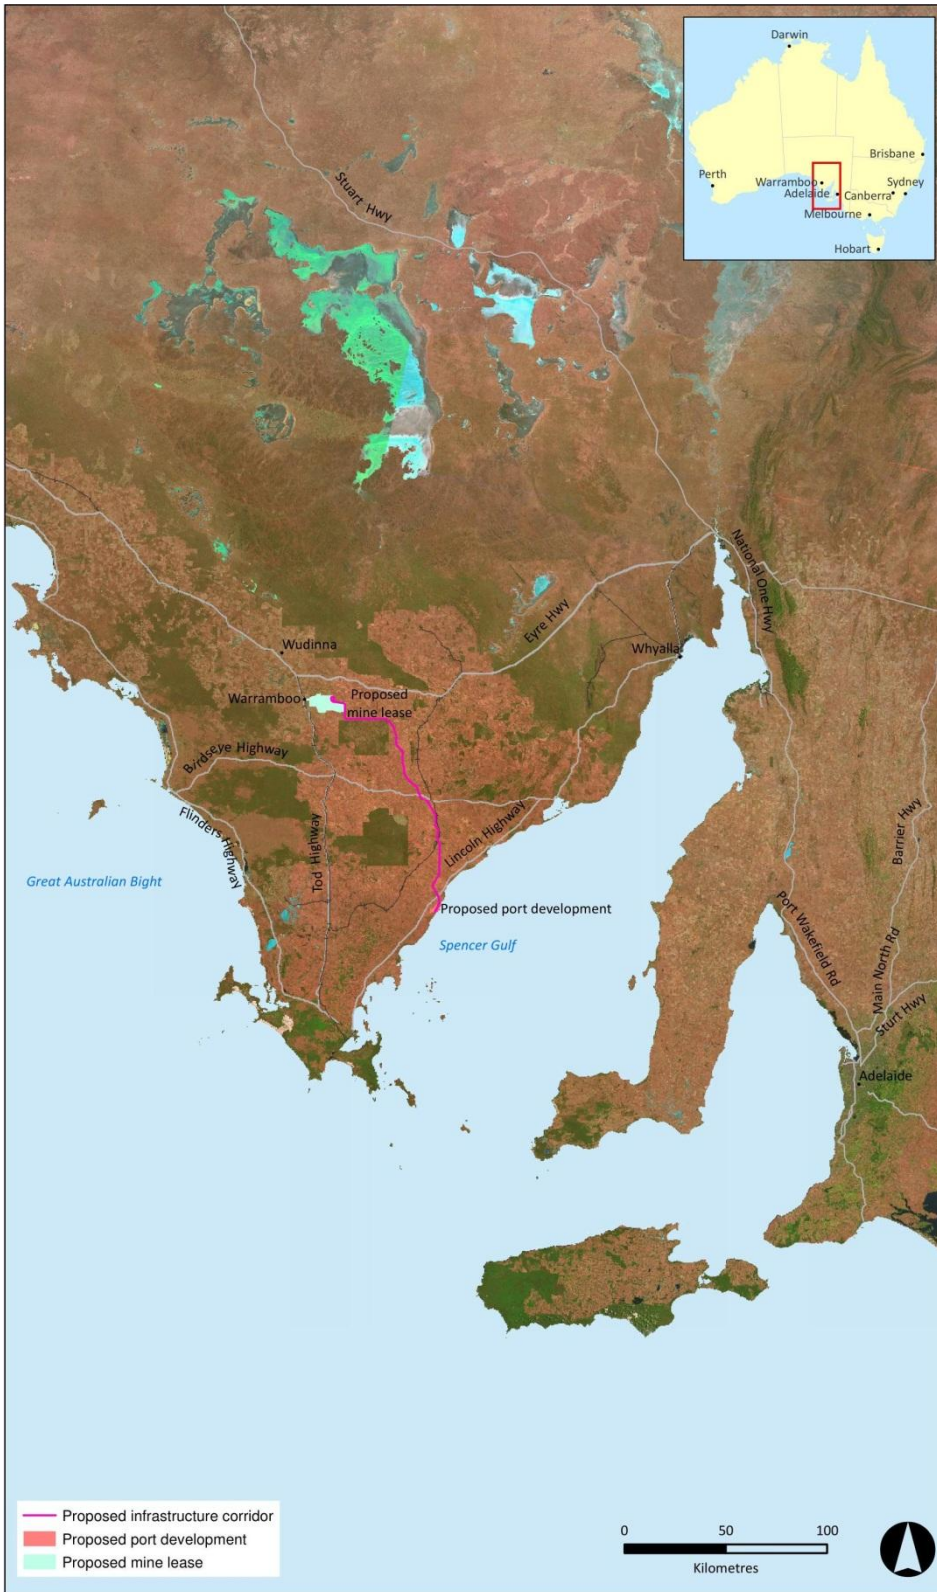 Darwin
Brisbane
Perth
Warramboo
Sydney
Adelaide
Canberra
Melbourne
Hobart
Stuart Hwy
National One Hwy
Eyre Hwy
Wudinna
Whyalla
Warramboo
Proposed
mine lease
Birdseye Highway
Flinders Highway
Tod Highway
Lincoln Highway
Barrier Hwy
Great Australian Bight
Proposed port development
Spencer Gulf
Port Wakefield Rd
Main North Rd
Sturt Hwy
Adelaide
Proposed infrastructure corridor
Proposed port development
Proposed mine lease
0 50 100
Kilometres